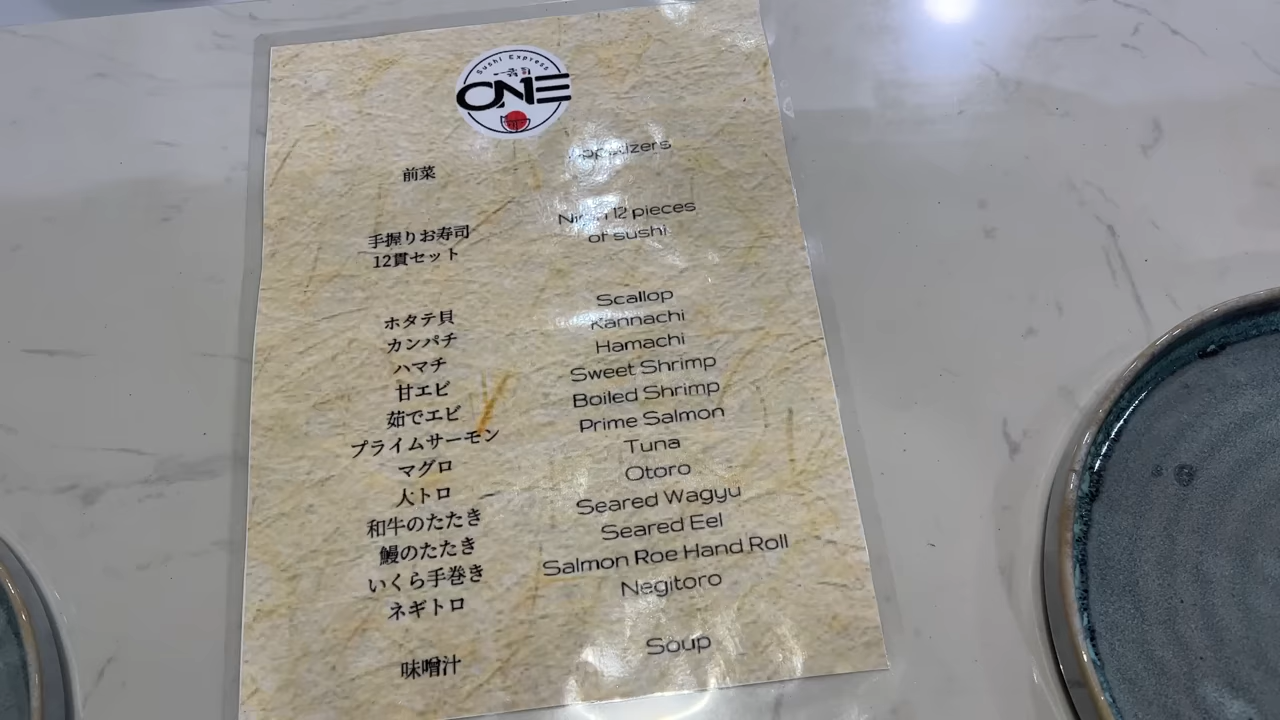 Sushi Express
ONE
前菜
Appetizers
手握りお寿司
12貫セット
12 pieces
of sushi
ホタテ貝
Scallop
カンパチ
Kannachi
ハマチ
Hamachi
甘エビ
Sweet Shrimp
茹でエビ
Boiled Shrimp
プライムサーモン
Prime Salmon
マグロ
Tuna
大トロ
Otoro
和牛のたたき
Seared Wagyu
鰻のたたき
Seared Eel
いくら手巻き
Salmon Roe Hand Roll
ネギトロ
Negitoro
味噌汁
Soup